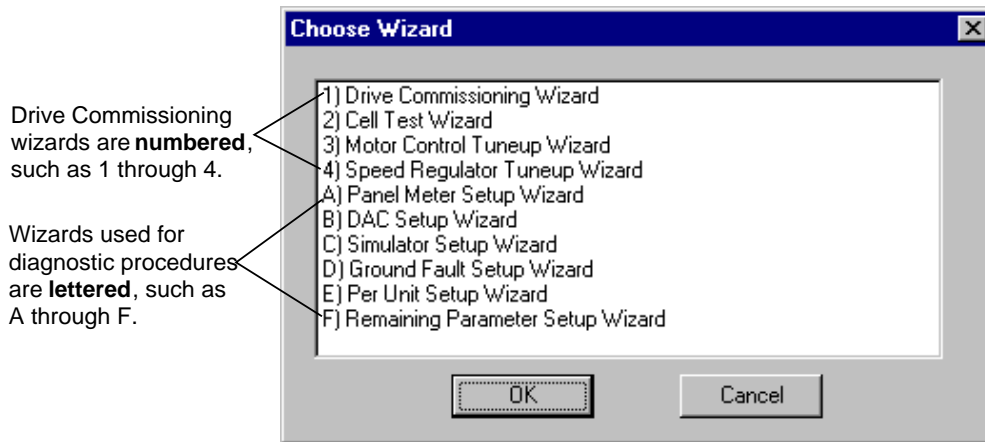 Choose Wizard
Drive Commissioning
wizards are numbered,
such as 1 through 4.
Wizards used for
diagnostic procedures
are lettered, such as
A through F.
1) Drive Commissioning Wizard
2) Cell Test Wizard
3) Motor Control Tuneup Wizard
4) Speed Regulator Tuneup Wizard
A) Panel Meter Setup Wizard
B) DAC Setup Wizard
C) Simulator Setup Wizard
D) Ground Fault Setup Wizard
E) Per Unit Setup Wizard
F) Remaining Parameter Setup Wizard
OK
Cancel